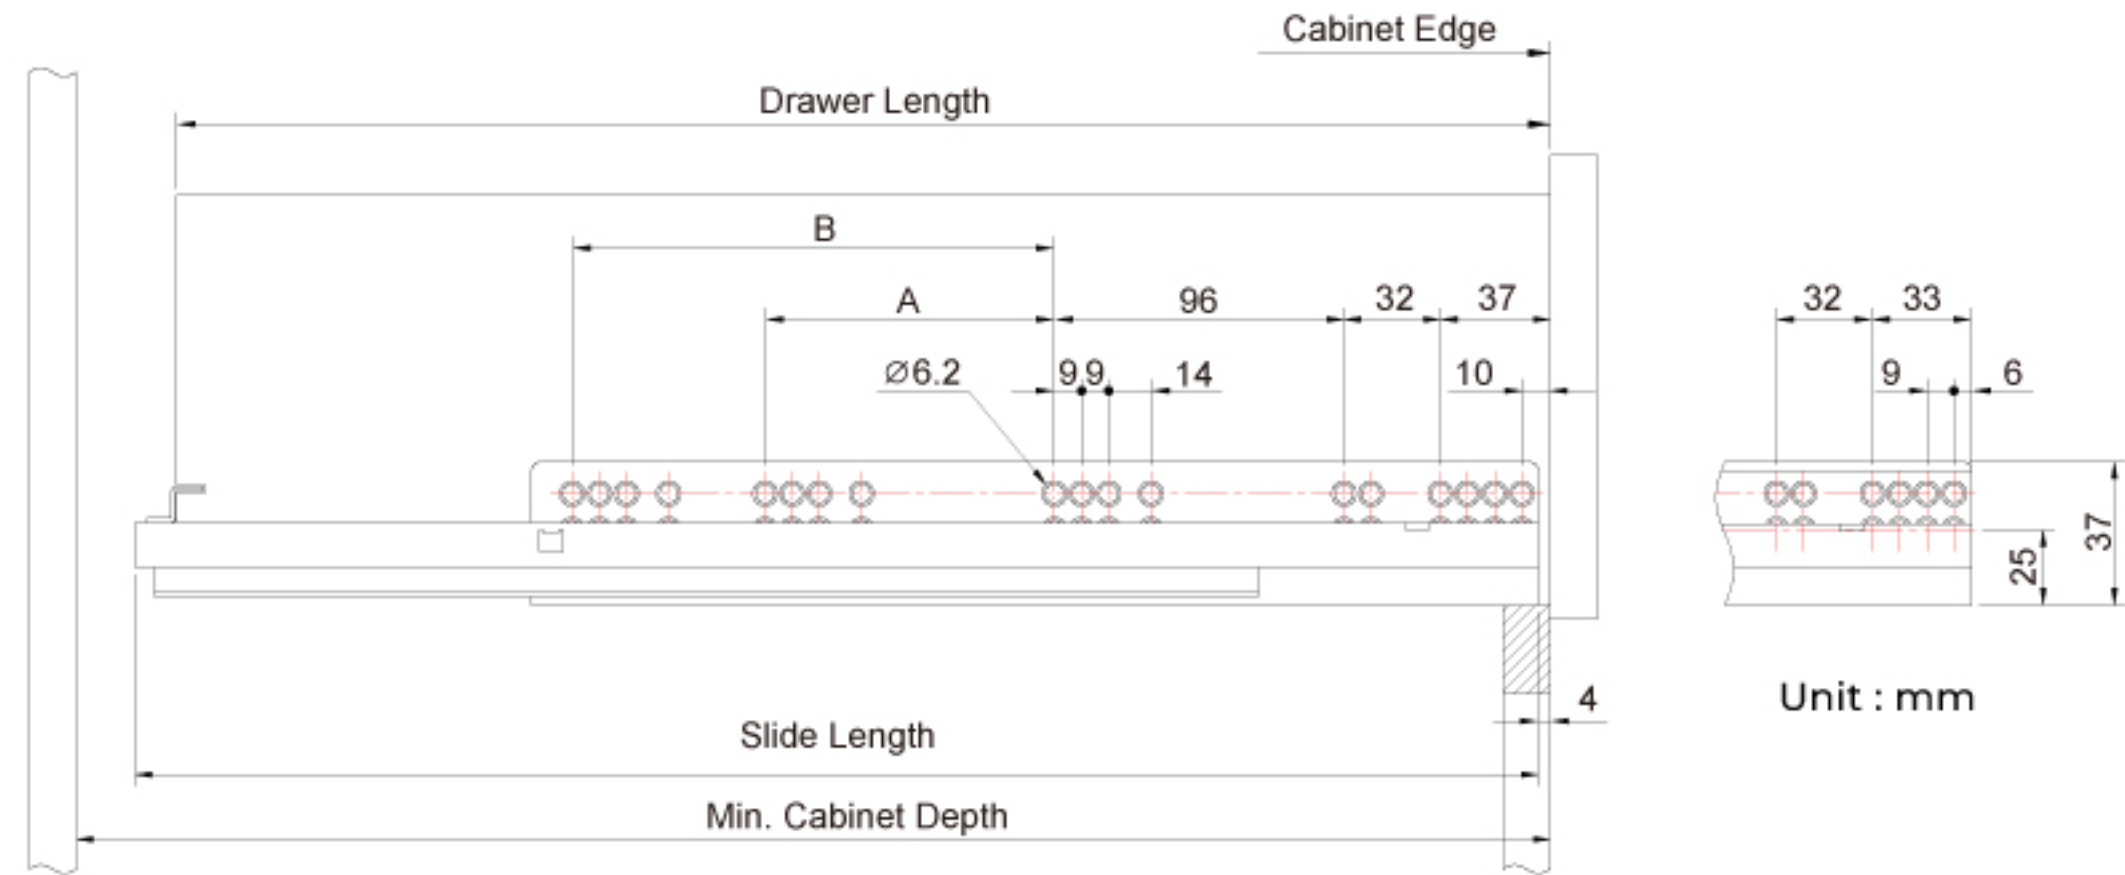 Cabinet Edge
Drawer Length
B
A
96
32
37
32
33
Ø6.2
9
9
14
10
9
6
25
37
4
Unit : mm
Slide Length
Min. Cabinet Depth